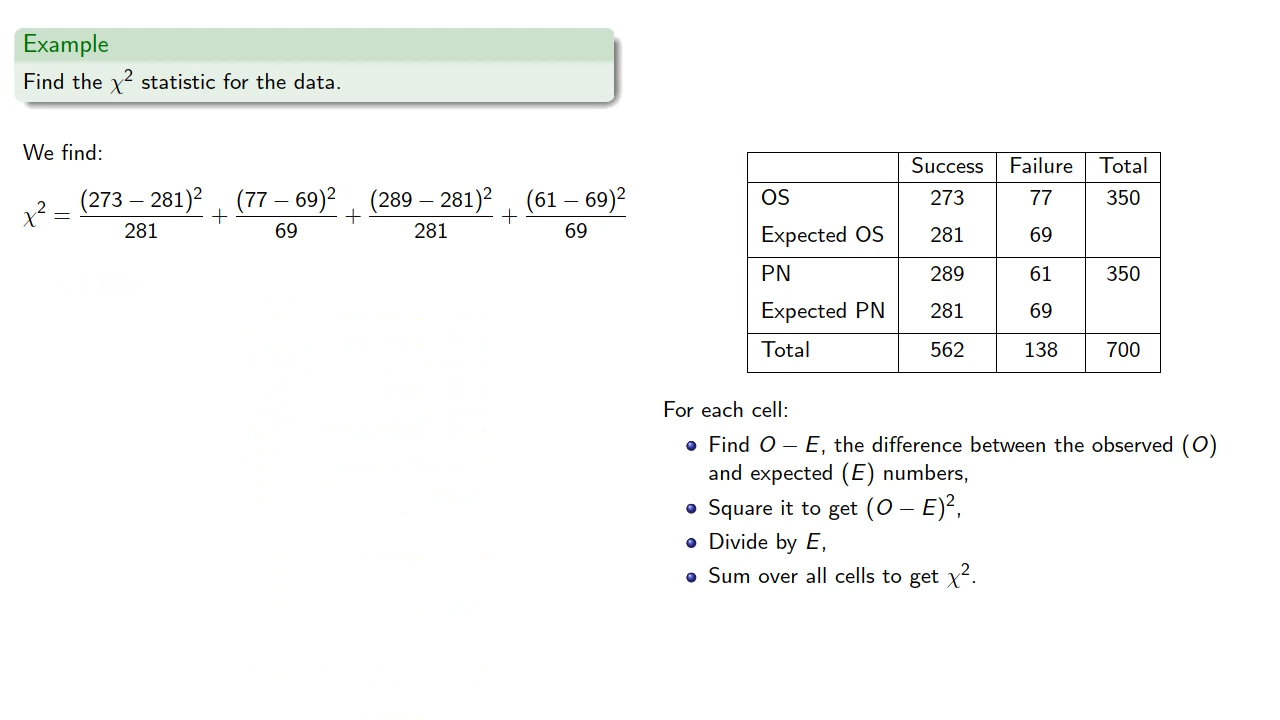 Example
Find the χ² statistic for the data.
We find:
χ² = (273 − 281)²/281 + (77 − 69)²/69 + (289 − 281)²/281 + (61 − 69)²/69
Success Failure Total
OS 273 77 350
Expected OS 281 69
PN 289 61 350
Expected PN 281 69
Total 562 138 700
For each cell:
Find O − E, the difference between the observed (O)
and expected (E) numbers,
Square it to get (O − E)²,
Divide by E,
Sum over all cells to get χ².